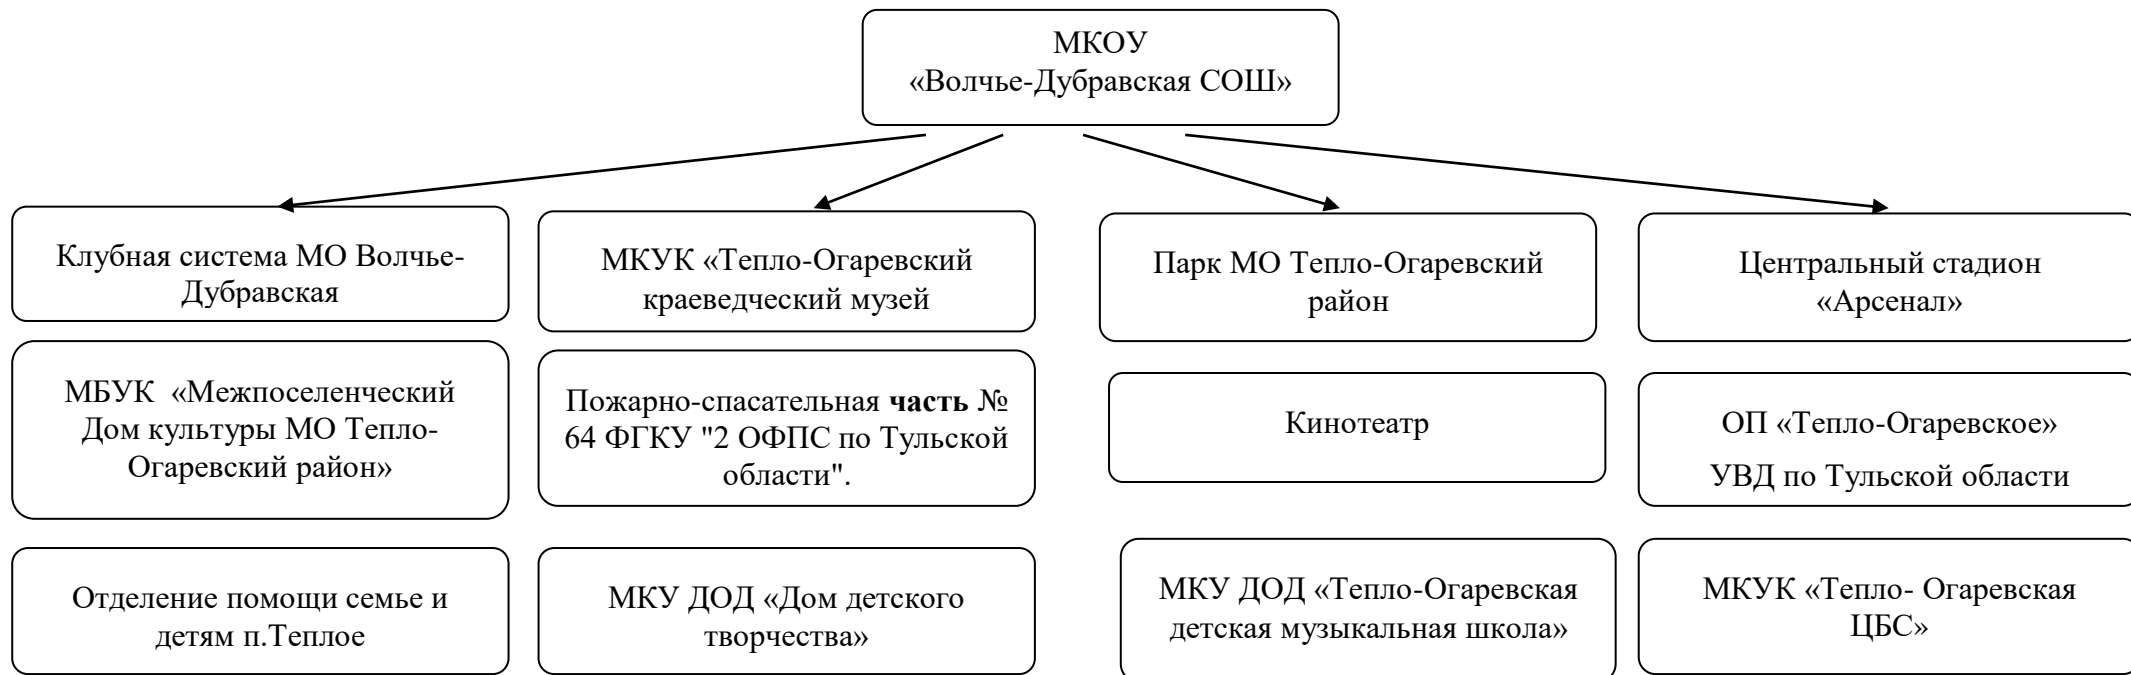 МКОУ
«Волчье-Дубравская СОШ»
Клубная система МО Волчье-
Дубравская
МКУК «Тепло-Огаревский
краеведческий музей
Парк МО Тепло-Огаревский
район
Центральный стадион
«Арсенал»
МБУК «Межпоселенческий
Дом культуры МО Тепло-
Огаревский район»
Пожарно-спасательная часть №
64 ФГКУ "2 ОФПС по Тульской
области".
Кинотеатр
ОП «Тепло-Огаревское»
УВД по Тульской области
Отделение помощи семье и
детям п.Теплое
МКУ ДОД «Дом детского
творчества»
МКУ ДОД «Тепло-Огаревская
детская музыкальная школа»
МКУК «Тепло- Огаревская
ЦБС»